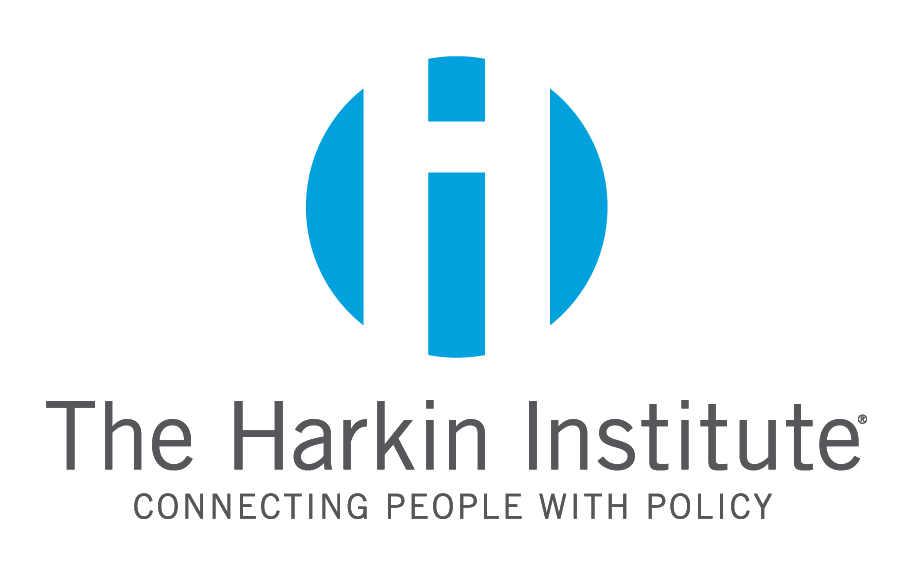 The Harkin Institute®
CONNECTING PEOPLE WITH POLICY